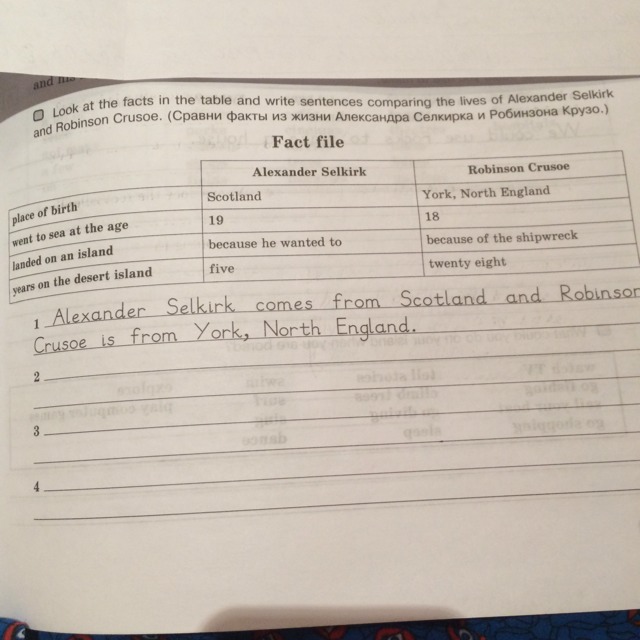 and his
Look at the facts in the table and write sentences comparing the lives of Alexander Selkirk
and Robinson Crusoe. (Сравни факты из жизни Александра Селкирка и Робинзона Крузо.)
Fact file
Alexander Selkirk Robinson Crusoe
place of birth Scotland York, North England
went to sea at the age 19 18
landed on an island because he wanted to because of the shipwreck
years on the desert island five twenty eight
1 Alexander Selkirk comes from Scotland and Robinson
Crusoe is from York, North England.
2
3
4